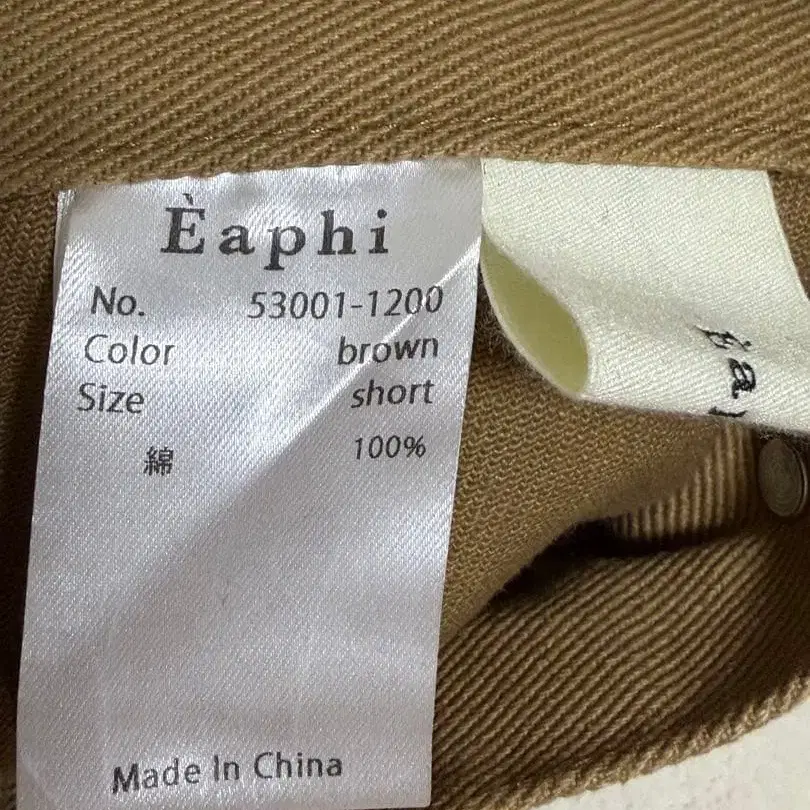 Èaphi
No. 53001-1200
Color brown
Size short
綿 100%
Made In China